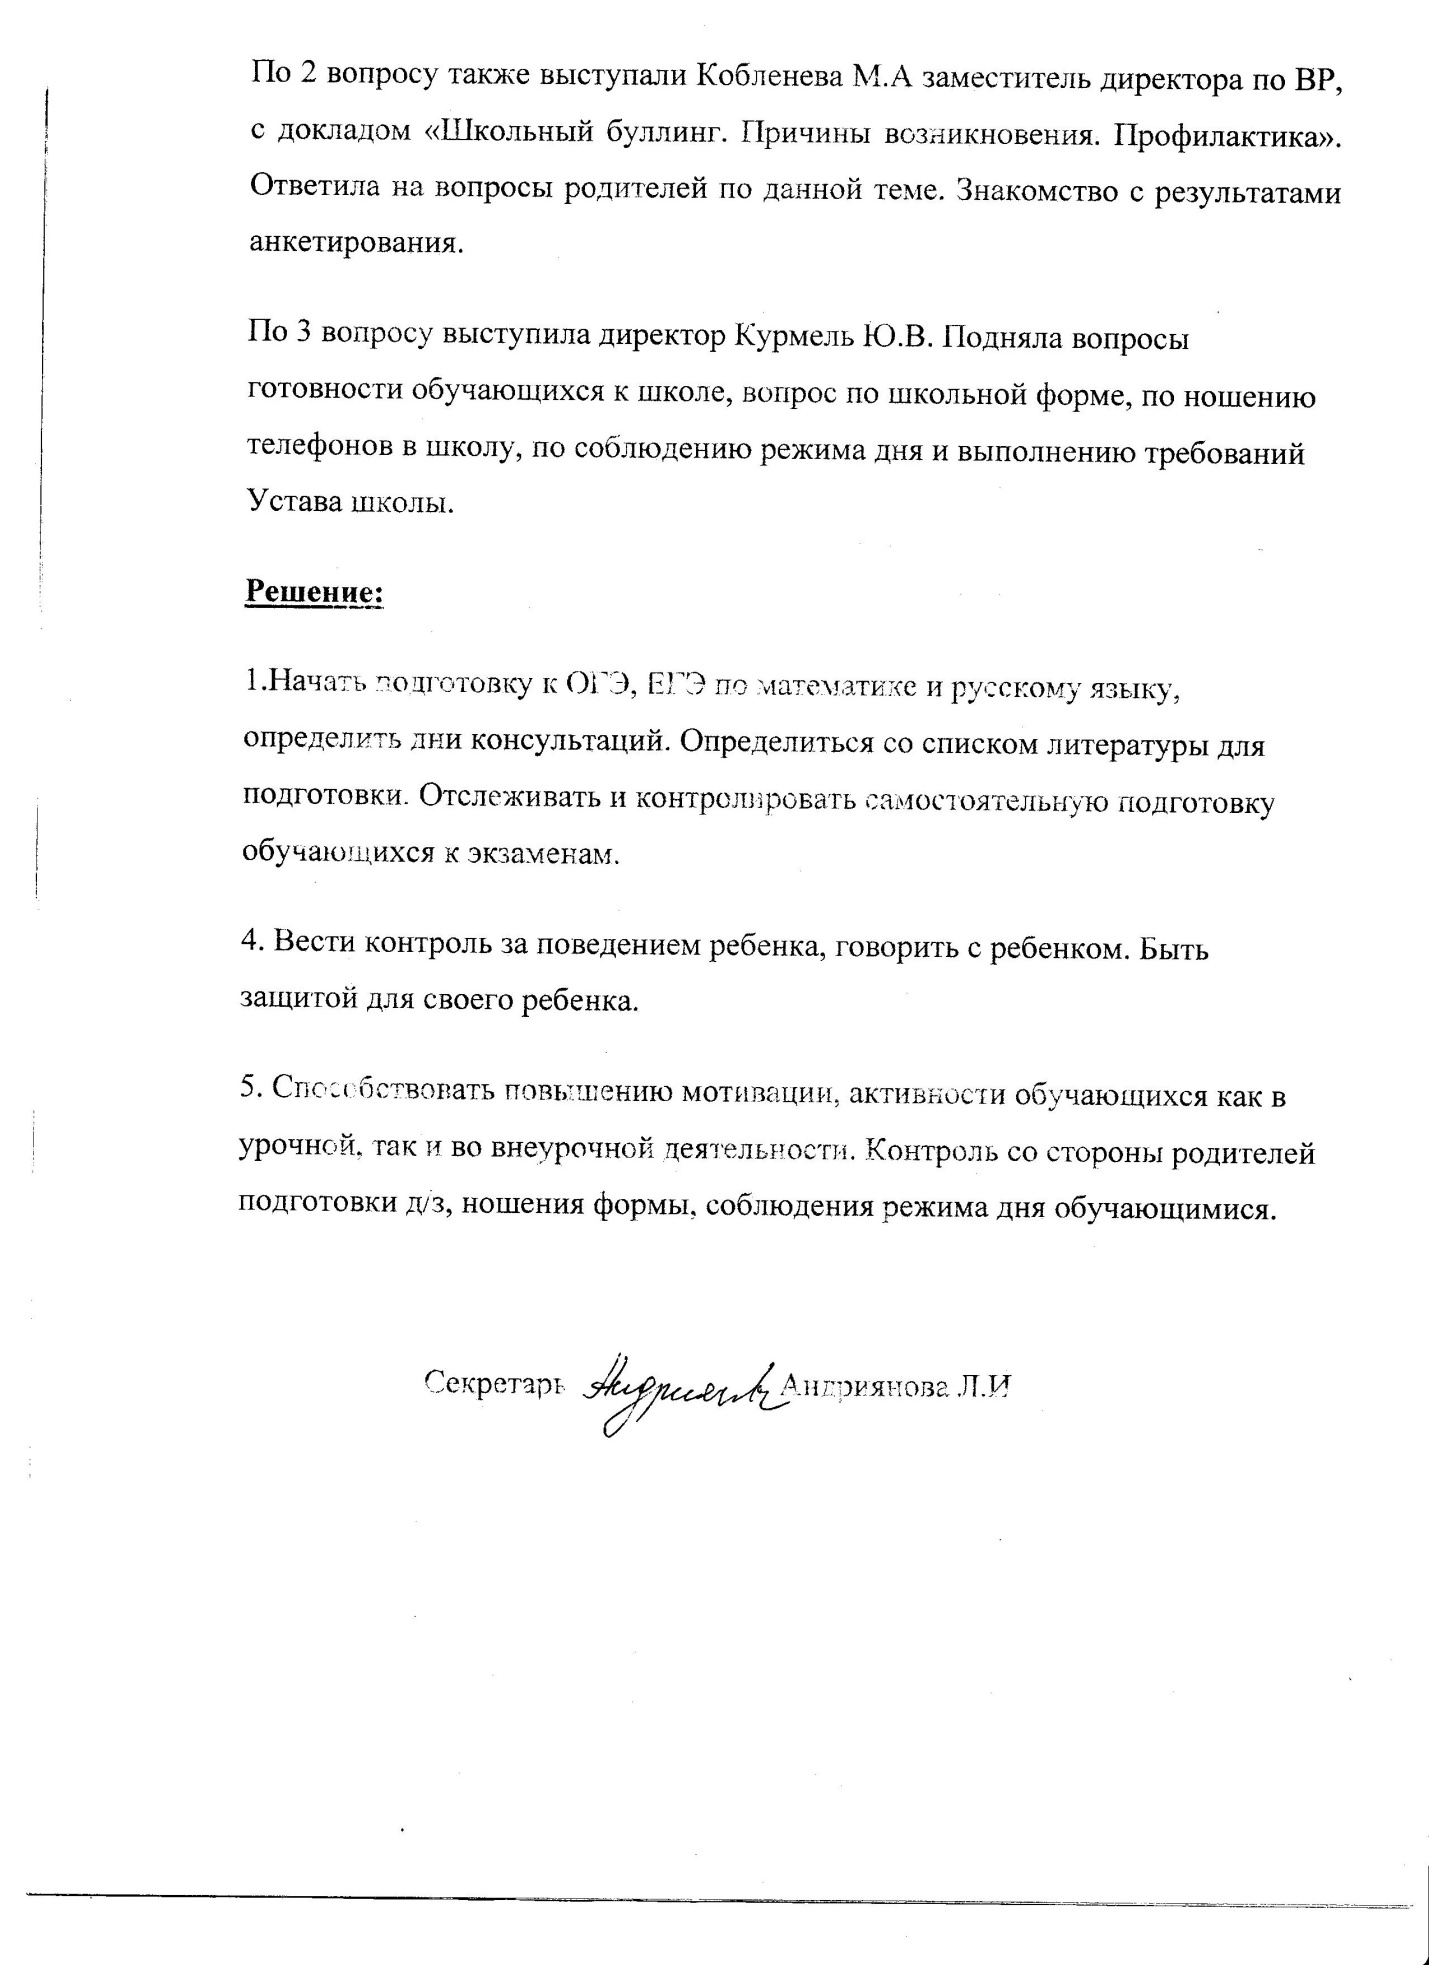 По 2 вопросу также выступали Кобленева М.А заместитель директора по ВР,
с докладом «Школьный буллинг. Причины возникновения. Профилактика».
Ответила на вопросы родителей по данной теме. Знакомство с результатами
анкетирования.
По 3 вопросу выступила директор Курмель Ю.В. Подняла вопросы
готовности обучающихся к школе, вопрос по школьной форме, по ношению
телефонов в школу, по соблюдению режима дня и выполнению требований
Устава школы.
Решение:
1.Начать подготовку к ОГЭ, ЕГЭ по математике и русскому языку,
определить дни консультаций. Определиться со списком литературы для
подготовки. Отслеживать и контролировать самостоятельную подготовку
обучающихся к экзаменам.
4. Вести контроль за поведением ребенка, говорить с ребенком. Быть
защитой для своего ребенка.
5. Способствовать повышению мотивации, активности обучающихся как в
урочной, так и во внеурочной деятельности. Контроль со стороны родителей
подготовки д/з, ношения формы, соблюдения режима дня обучающимися.
Секретарь Андриянова Л.И